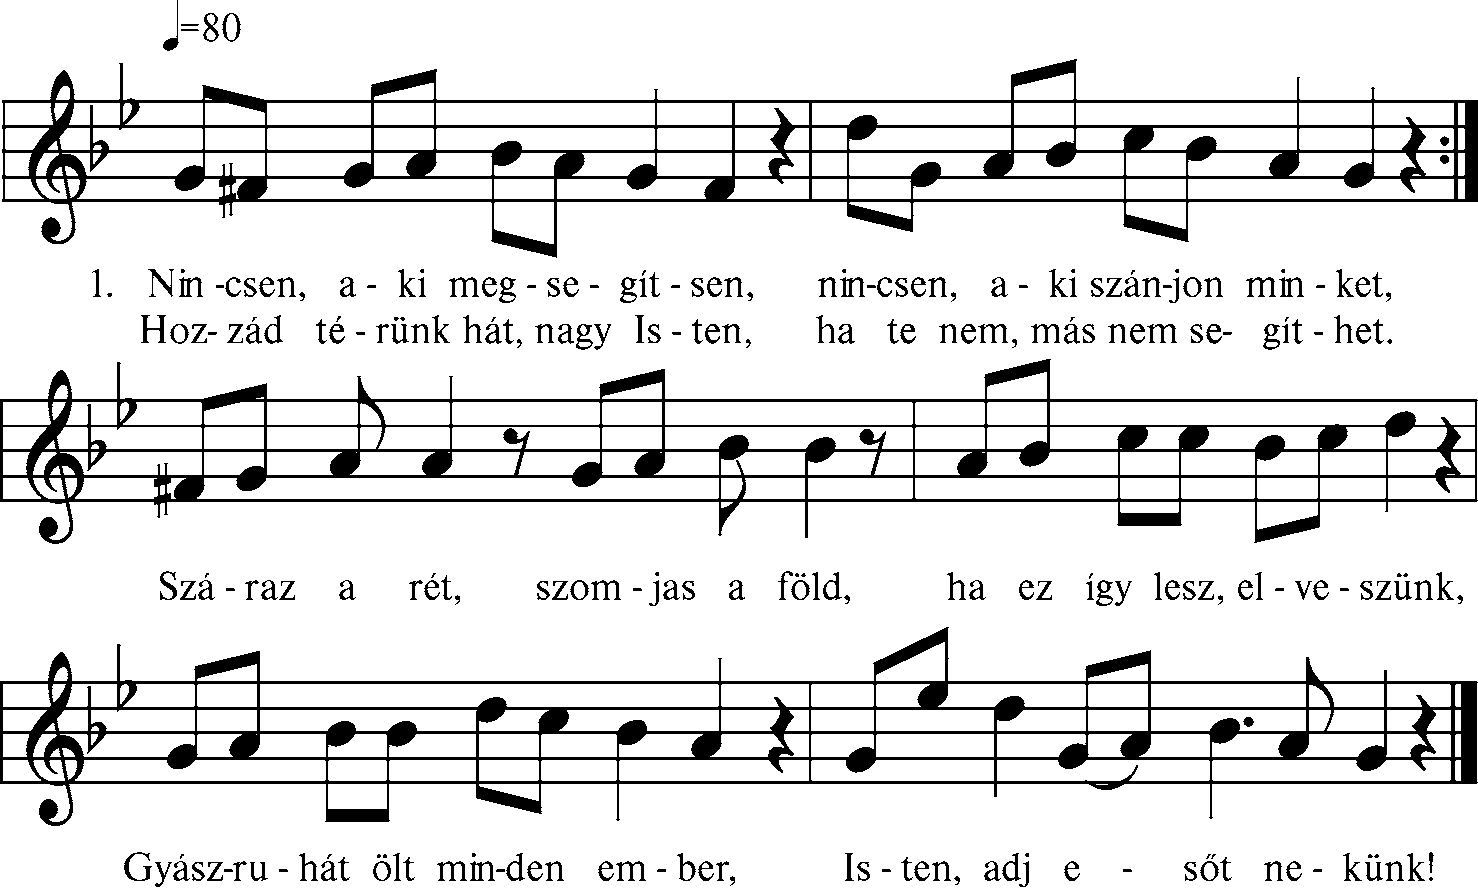 =80
1. Nin-csen, a-ki meg-se-gít-sen, nin-csen, a-ki szán-jon min-ket,
Hoz-zád té-rünk hát, nagy Is-ten, ha te nem, más nem se-gít-het.
Szá-raz a rét, szom-jas a föld, ha ez így lesz, el-ve-szünk,
Gyász-ru-hát ölt min-den em-ber, Is-ten, adj e-sőt ne-künk!